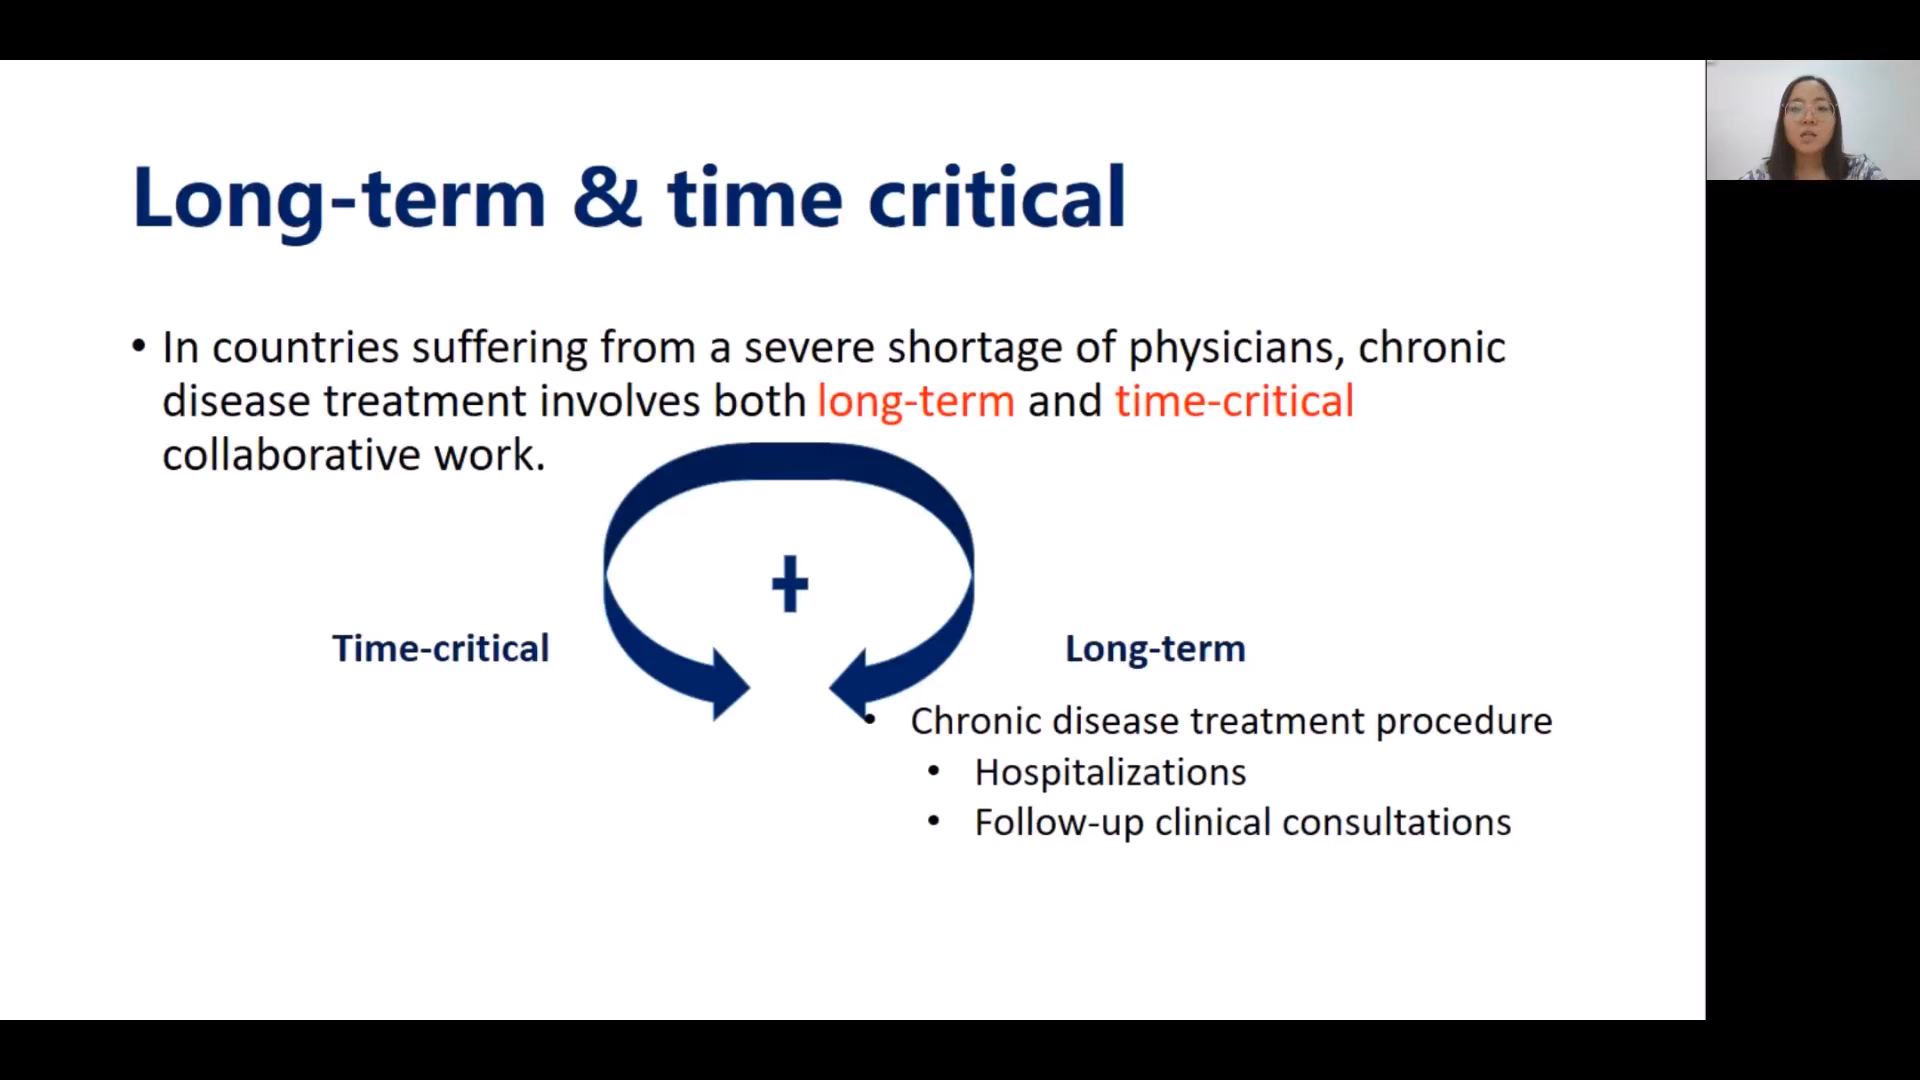 Long-term & time critical
• In countries suffering from a severe shortage of physicians, chronic
disease treatment involves both long-term and time-critical
collaborative work.
+
Time-critical
Long-term
• Chronic disease treatment procedure
• Hospitalizations
• Follow-up clinical consultations